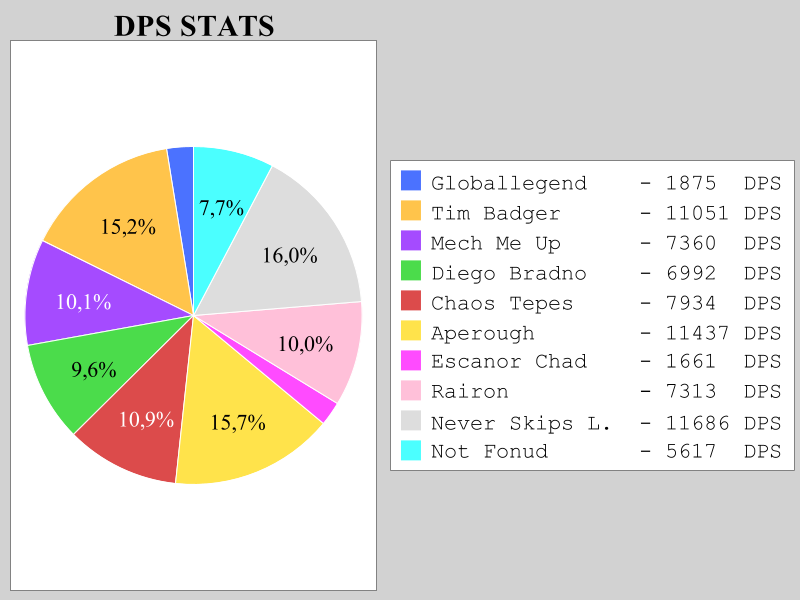 DPS STATS
7,7%
15,2%
16,0%
10,1%
10,0%
9,6%
10,9%
15,7%
Globallegend - 1875 DPS
Tim Badger - 11051 DPS
Mech Me Up - 7360 DPS
Diego Bradno - 6992 DPS
Chaos Tepes - 7934 DPS
Aperough - 11437 DPS
Escanor Chad - 1661 DPS
Rairon - 7313 DPS
Never Skips L. - 11686 DPS
Not Fonud - 5617 DPS